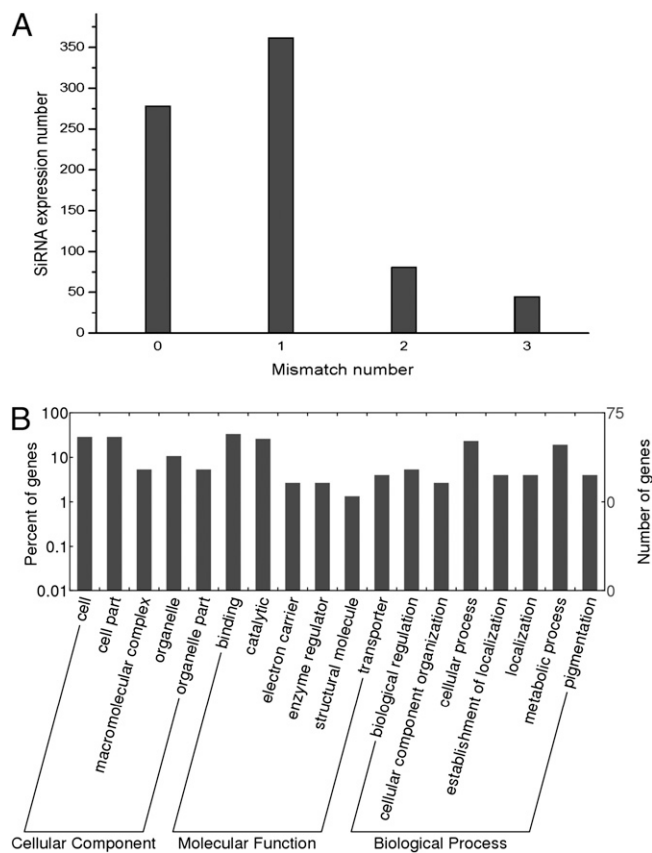 A
SiRNA expression number
350
300
250
200
150
100
50
0
0 1 2 3
Mismatch number
B
Percent of genes
100
10
1
0.1
0.01
75
0
0
Number of genes
cell
cell part
macromolecular complex
organelle
organelle part
binding
catalytic
electron carrier
enzyme regulator
structural molecule
transporter
biological regulation
cellular component organization
cellular process
establishment of localization
localization
metabolic process
pigmentation
Cellular Component Molecular Function Biological Process